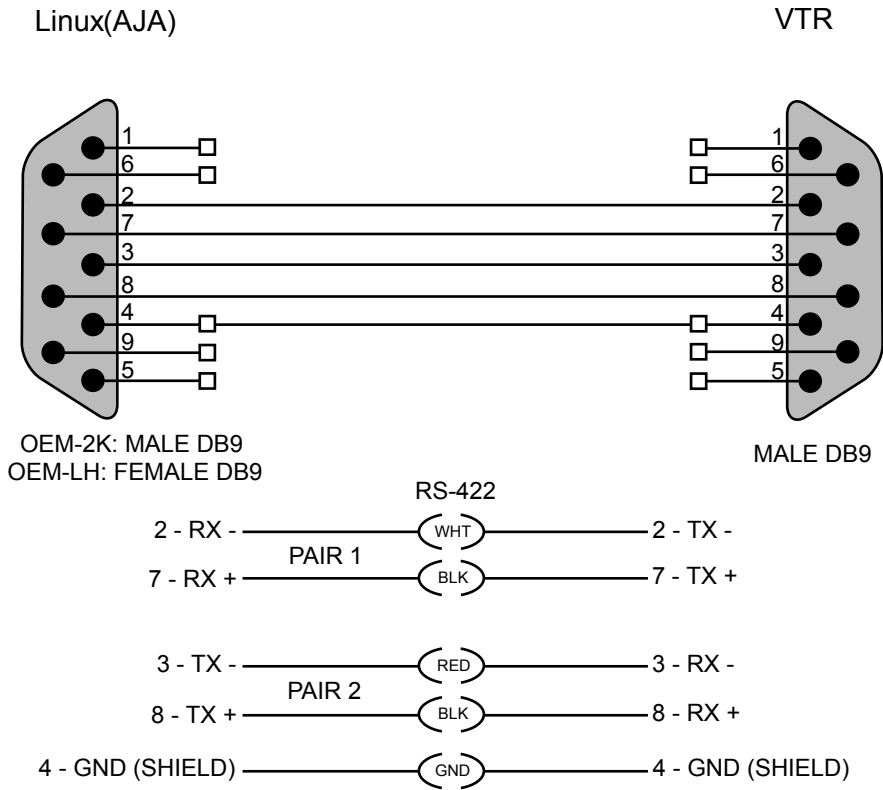 Linux(AJA) VTR
1 1
6 6
2 2
7 7
3 3
8 8
4 4
9 9
5 5
OEM-2K: MALE DB9
OEM-LH: FEMALE DB9
MALE DB9
RS-422
2 - RX - WHT 2 - TX -
PAIR 1
7 - RX + BLK 7 - TX +
3 - TX - RED 3 - RX -
PAIR 2
8 - TX + BLK 8 - RX +
4 - GND (SHIELD) GND 4 - GND (SHIELD)